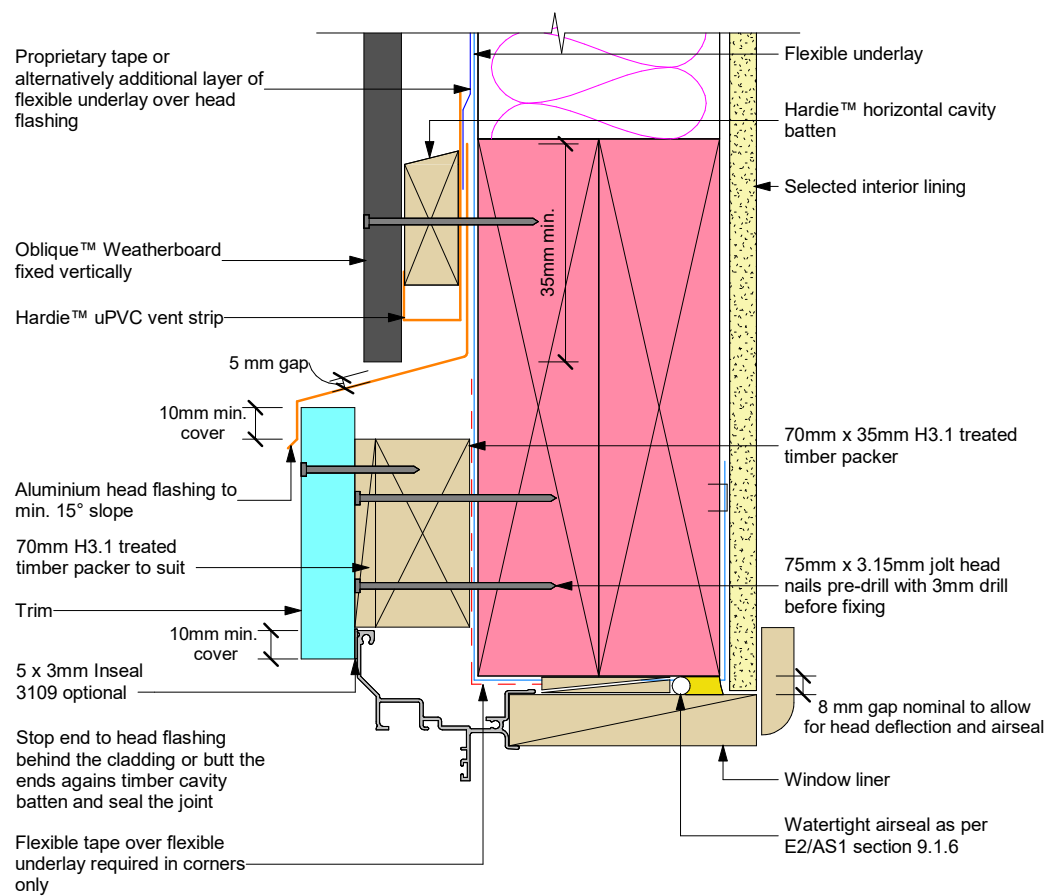 Proprietary tape or
alternatively additional layer of
flexible underlay over head
flashing
Oblique™ Weatherboard
fixed vertically
Hardie™ uPVC vent strip
5 mm gap
10mm min.
cover
Aluminium head flashing to
min. 15° slope
70mm H3.1 treated
timber packer to suit
Trim
10mm min.
cover
5 x 3mm Inseal
3109 optional
Stop end to head flashing
behind the cladding or butt the
ends agains timber cavity
batten and seal the joint
Flexible tape over flexible
underlay required in corners
only
35mm min.
Flexible underlay
Hardie™ horizontal cavity
batten
Selected interior lining
70mm x 35mm H3.1 treated
timber packer
75mm x 3.15mm jolt head
nails pre-drill with 3mm drill
before fixing
8 mm gap nominal to allow
for head deflection and airseal
Window liner
Watertight airseal as per
E2/AS1 section 9.1.6